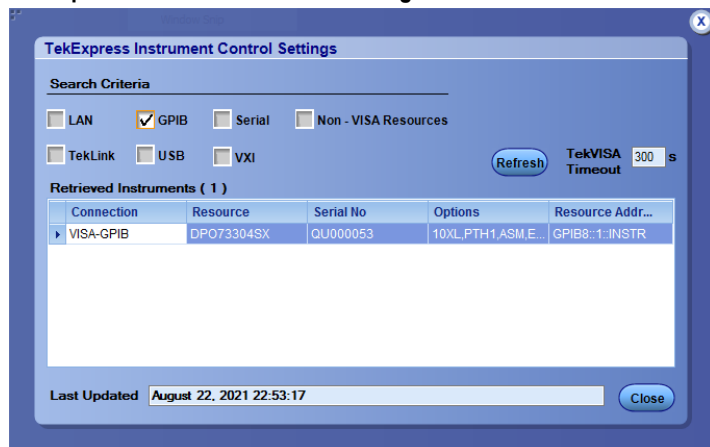 TekExpress Instrument Control Settings
Search Criteria
LAN GPIB Serial Non - VISA Resources
TekLink USB VXI
Refresh TekVISA Timeout 300 s
Retrieved Instruments ( 1 )
Connection Resource Serial No Options Resource Addr...
VISA-GPIB DPO73304SX QU000053 10XL,PTH1,ASM,E... GPIB8::1::INSTR
Last Updated August 22, 2021 22:53:17 Close